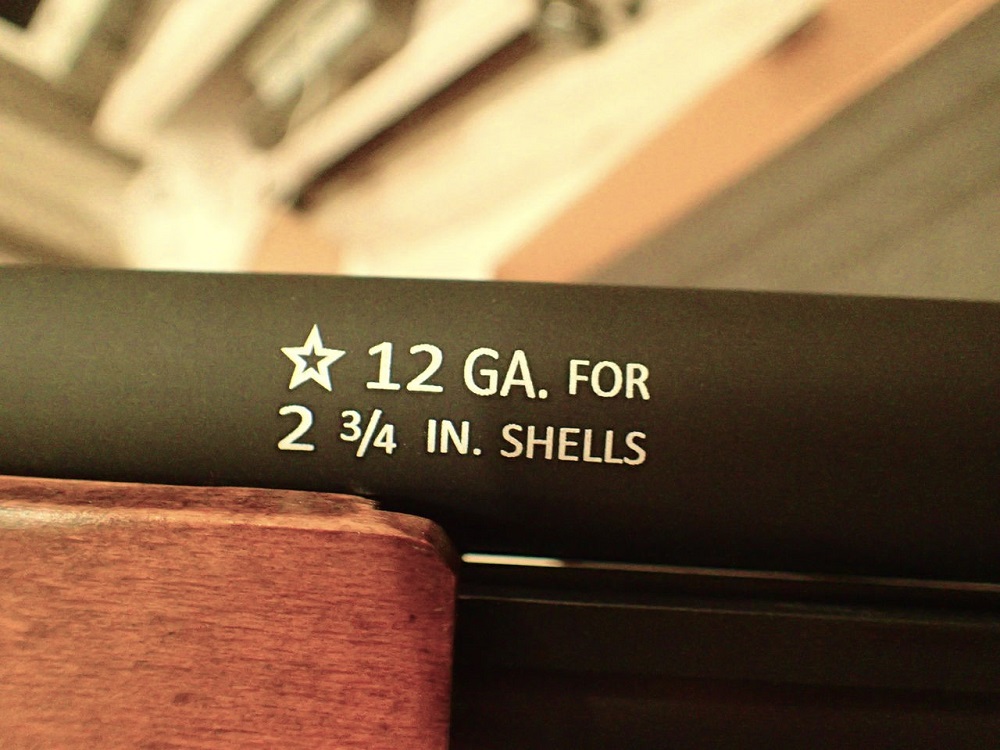 ☆ 12 GA. FOR
2 3/4 IN. SHELLS